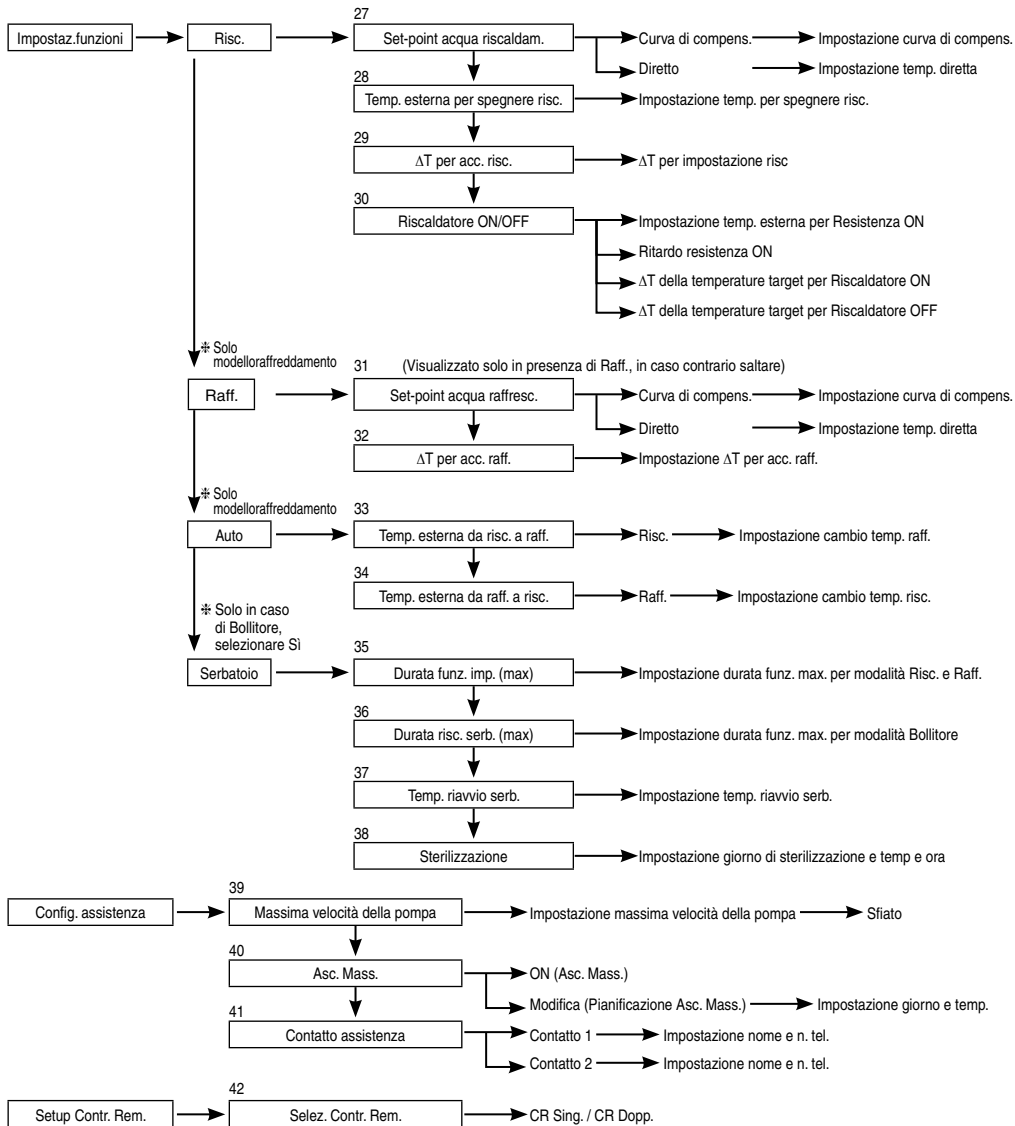 27
Impostaz.funzioni Risc. Set-point acqua riscaldam. Curva di compens. Impostazione curva di compens.
Diretto Impostazione temp. diretta
28
Temp. esterna per spegnere risc. Impostazione temp. per spegnere risc.
29
ΔT per acc. risc. ΔT per impostazione risc
30
Riscaldatore ON/OFF Impostazione temp. esterna per Resistenza ON
Ritardo resistenza ON
ΔT della temperature target per Riscaldatore ON
ΔT della temperature target per Riscaldatore OFF
❉ Solo
modelloraffreddamento
31 (Visualizzato solo in presenza di Raff., in caso contrario saltare)
Raff. Set-point acqua raffresc. Curva di compens. Impostazione curva di compens.
Diretto Impostazione temp. diretta
32
ΔT per acc. raff. Impostazione ΔT per acc. raff.
❉ Solo
modelloraffreddamento
33
Auto Temp. esterna da risc. a raff. Risc. Impostazione cambio temp. raff.
34
Temp. esterna da raff. a risc. Raff. Impostazione cambio temp. risc.
❉ Solo in caso
di Bollitore,
selezionare Sì
35
Serbatoio Durata funz. imp. (max) Impostazione durata funz. max. per modalità Risc. e Raff.
36
Durata risc. serb. (max) Impostazione durata funz. max. per modalità Bollitore
37
Temp. riavvio serb. Impostazione temp. riavvio serb.
38
Sterilizzazione Impostazione giorno di sterilizzazione e temp e ora
39
Config. assistenza Massima velocità della pompa Impostazione massima velocità della pompa Sfiato
40
Asc. Mass. ON (Asc. Mass.)
Modifica (Pianificazione Asc. Mass.) Impostazione giorno e temp.
41
Contatto assistenza Contatto 1 Impostazione nome e n. tel.
Contatto 2 Impostazione nome e n. tel.
42
Setup Contr. Rem. Selez. Contr. Rem. CR Sing. / CR Dopp.